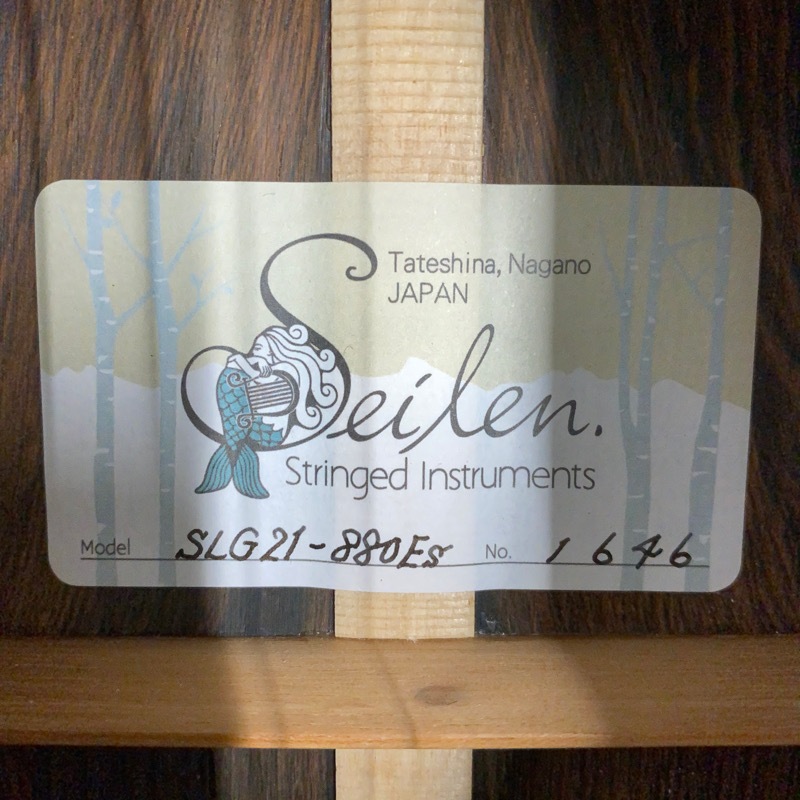 Tateshina, Nagano
JAPAN
Seilen.
Stringed Instruments
Model SLG21-880Es No. 1646